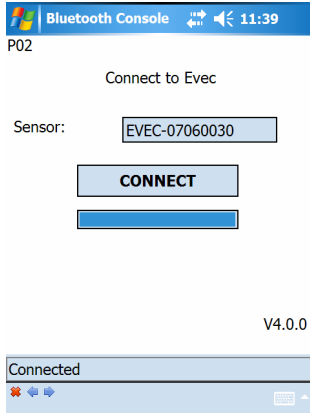 Bluetooth Console 11:39
P02
Connect to Evec
Sensor: EVEC-07060030
CONNECT
V4.0.0
Connected